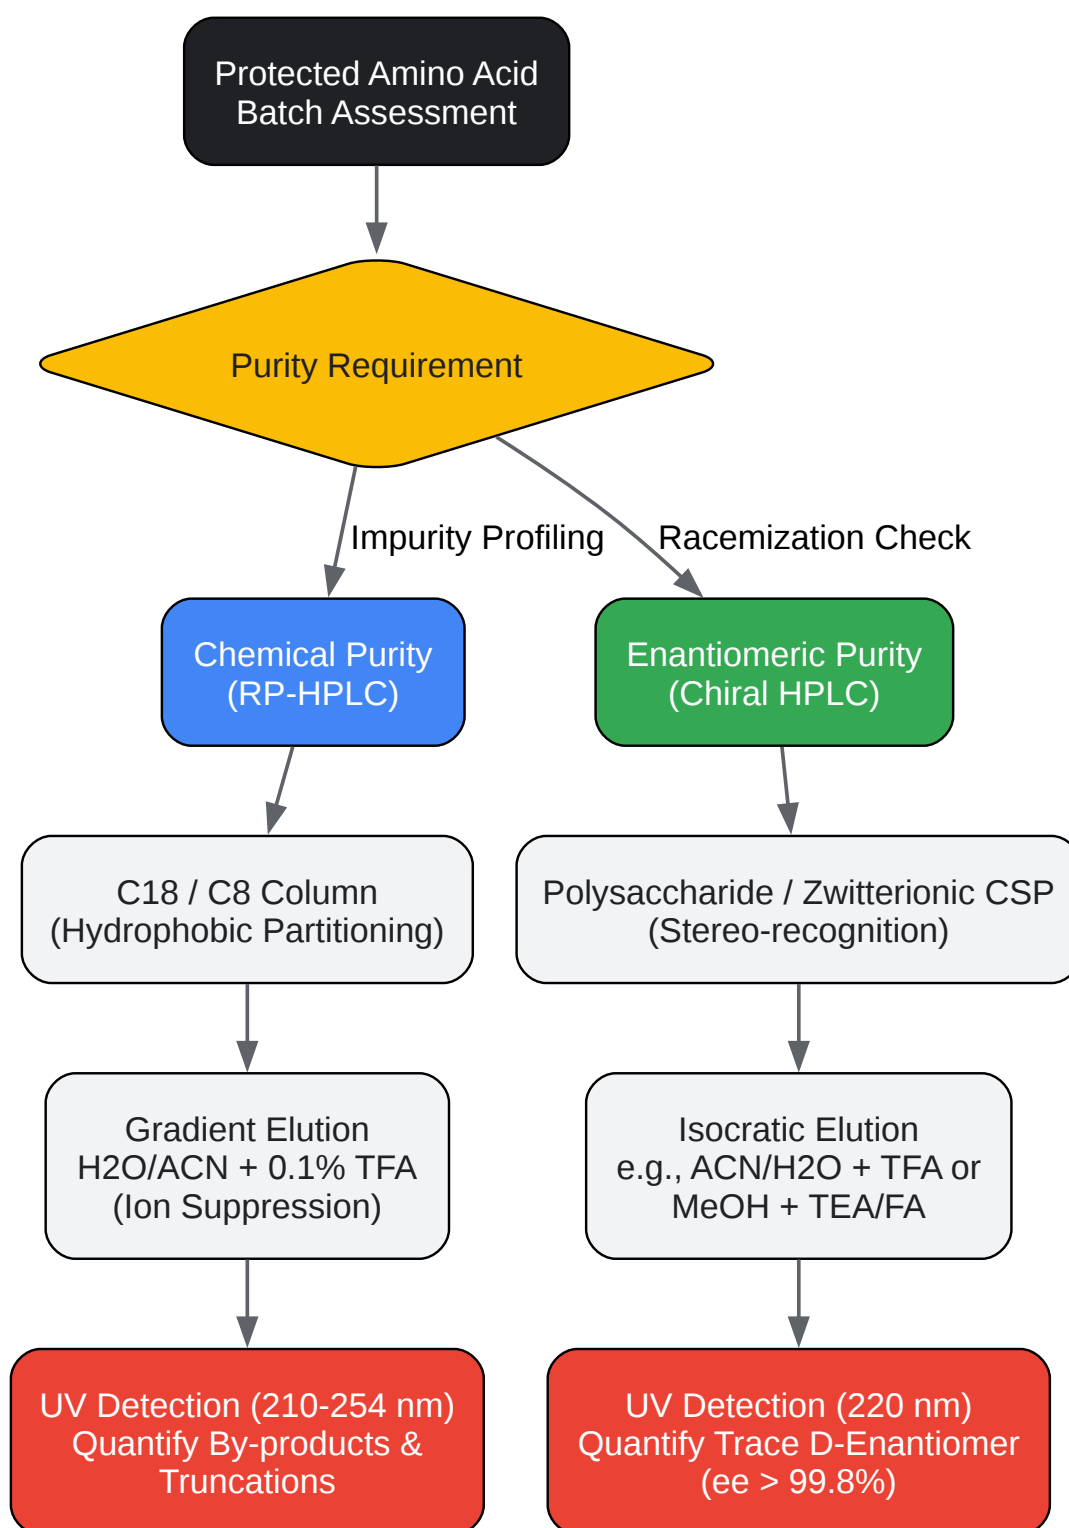 Protected Amino Acid
Batch Assessment
Purity Requirement
Impurity Profiling
Racemization Check
Chemical Purity
(RP-HPLC)
Enantiomeric Purity
(Chiral HPLC)
C18 / C8 Column
(Hydrophobic Partitioning)
Polysaccharide / Zwitterionic CSP
(Stereo-recognition)
Gradient Elution
H2O/ACN + 0.1% TFA
(Ion Suppression)
Isocratic Elution
e.g., ACN/H2O + TFA or
MeOH + TEA/FA
UV Detection (210-254 nm)
Quantify By-products &
Truncations
UV Detection (220 nm)
Quantify Trace D-Enantiomer
(ee > 99.8%)